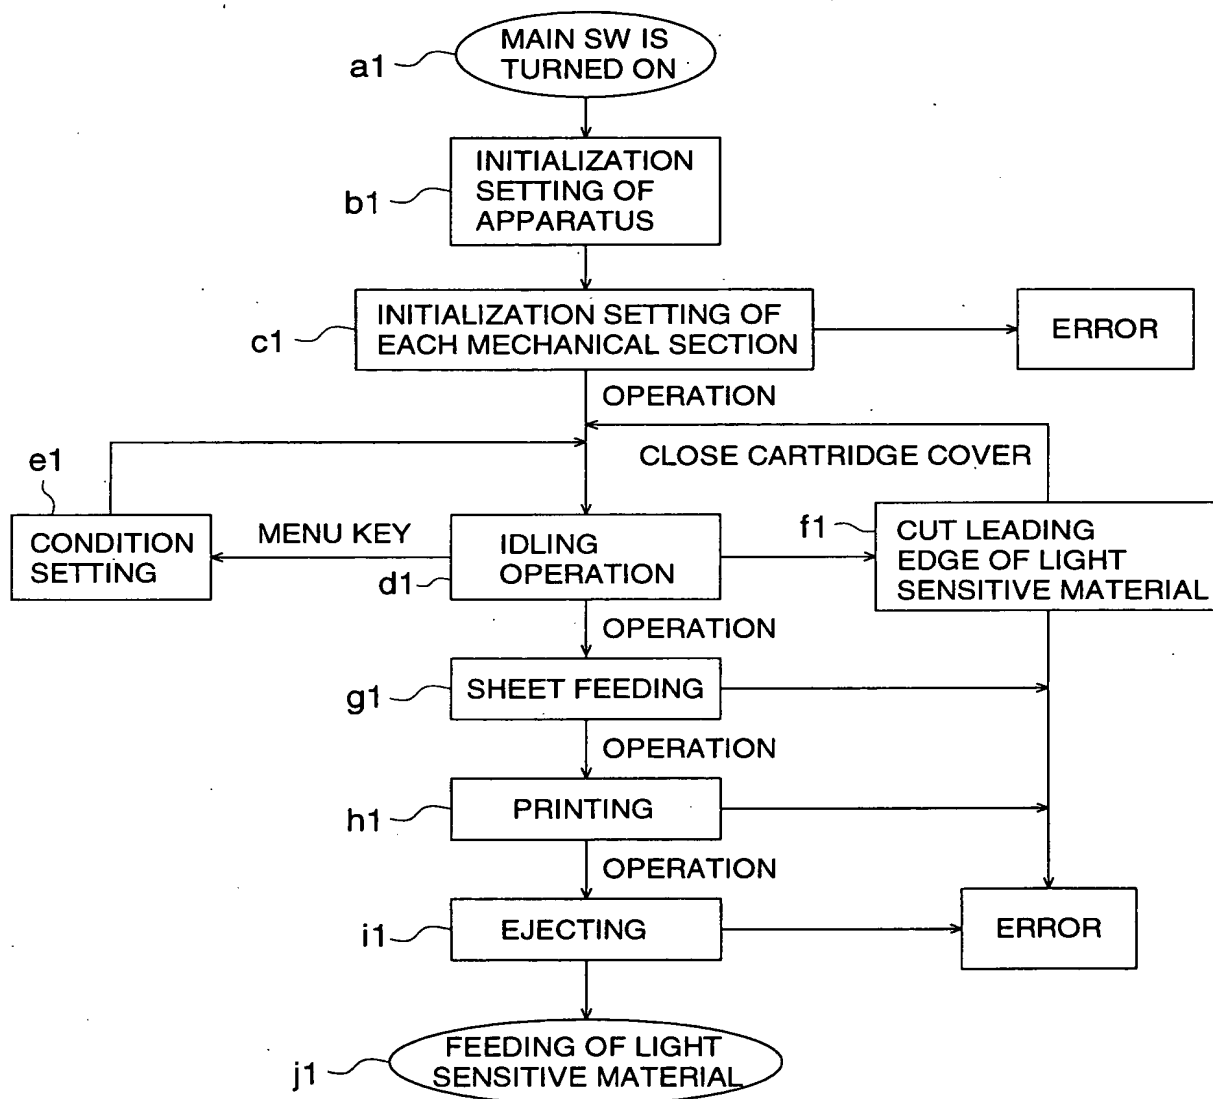 MAIN SW IS
TURNED ON
a1
INITIALIZATION
SETTING OF
APPARATUS
b1
INITIALIZATION SETTING OF
EACH MECHANICAL SECTION
c1
ERROR
OPERATION
CLOSE CARTRIDGE COVER
e1
CONDITION
SETTING
MENU KEY
IDLING
OPERATION
d1
f1
CUT LEADING
EDGE OF LIGHT
SENSITIVE MATERIAL
OPERATION
SHEET FEEDING
g1
OPERATION
PRINTING
h1
OPERATION
EJECTING
i1
ERROR
FEEDING OF LIGHT
SENSITIVE MATERIAL
j1